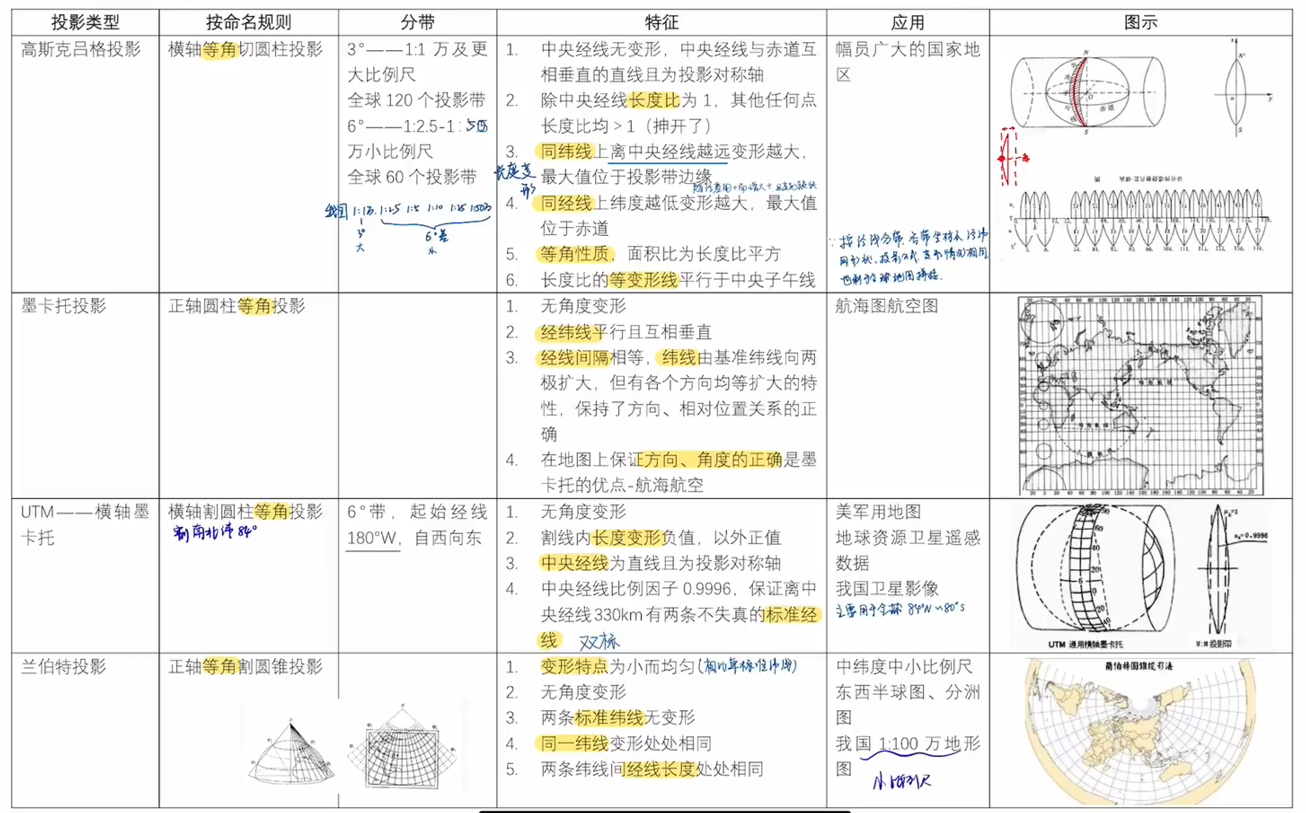 投影类型 按命名规则 分带 特征 应用 图示
高斯克吕格投影
横轴等角切圆柱投影
3°——1:1 万及更
大比例尺
全球 120 个投影带
6°——1:2.5-1:50
万小比例尺
全球 60 个投影带
1:1万 1:2.5 1:5 1:10 1:25 1:50万
3°
大
6°差
小
1. 中央经线无变形，中央经线与赤道互
相垂直的直线且为投影对称轴
2. 除中央经线长度比为 1，其他任何点
长度比均＞1（抻开了）
3. 同纬线上离中央经线越远变形越大，
最大值位于投影带边缘
长度变
形
4. 同经线上纬度越低变形越大，最大值
位于赤道
5. 等角性质，面积比为长度比平方
6. 长度比的等变形线平行于中央子午线
幅员广大的国家地
区
N
S
赤道
图
墨卡托投影
正轴圆柱等角投影
1. 无角度变形
2. 经纬线平行且互相垂直
3. 经线间隔相等，纬线由基准纬线向两
极扩大，但有各个方向均等扩大的特
性，保持了方向、相对位置关系的正
确
4. 在地图上保证方向、角度的正确是墨
卡托的优点-航海航空
航海图航空图
UTM——横轴墨
卡托
横轴割圆柱等角投影
割南北纬84°
6°带，起始经线
180°W，自西向东
1. 无角度变形
2. 割线内长度变形负值，以外正值
3. 中央经线为直线且为投影对称轴
4. 中央经线比例因子 0.9996，保证离中
央经线 330km 有两条不失真的标准经
线
双标
美军用地图
地球资源卫星遥感
数据
我国卫星影像
主要用于全球 84°N~80°S
UTM 通用横轴墨卡托
兰伯特投影
正轴等角割圆锥投影
1. 变形特点为小而均匀(相比单标准纬线)
2. 无角度变形
3. 两条标准纬线无变形
4. 同一纬线变形处处相同
5. 两条纬线间经线长度处处相同
中纬度中小比例尺
东西半球图、分洲
图
我国 1:100 万地形
图
小比例尺
兰伯特圆锥投影法